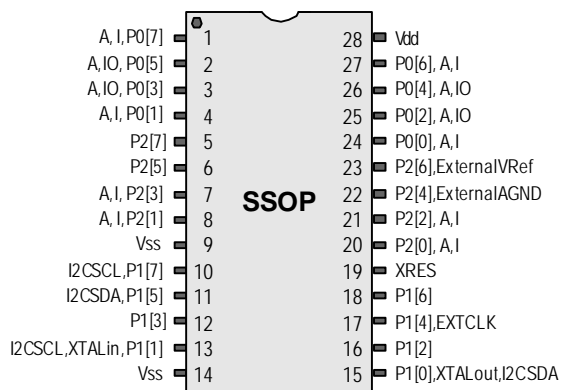 A, I, P0[7] 1 28 Vdd
A, IO, P0[5] 2 27 P0[6], A, I
A, IO, P0[3] 3 26 P0[4], A, IO
A, I, P0[1] 4 25 P0[2], A, IO
P2[7] 5 24 P0[0], A, I
P2[5] 6 23 P2[6], ExternalVRef
A, I, P2[3] 7 SSOP 22 P2[4], ExternalAGND
A, I, P2[1] 8 21 P2[2], A, I
Vss 9 20 P2[0], A, I
I2CSCL, P1[7] 10 19 XRES
I2CSDA, P1[5] 11 18 P1[6]
P1[3] 12 17 P1[4], EXTCLK
I2CSCL, XTALin, P1[1] 13 16 P1[2]
Vss 14 15 P1[0], XTALout, I2CSDA